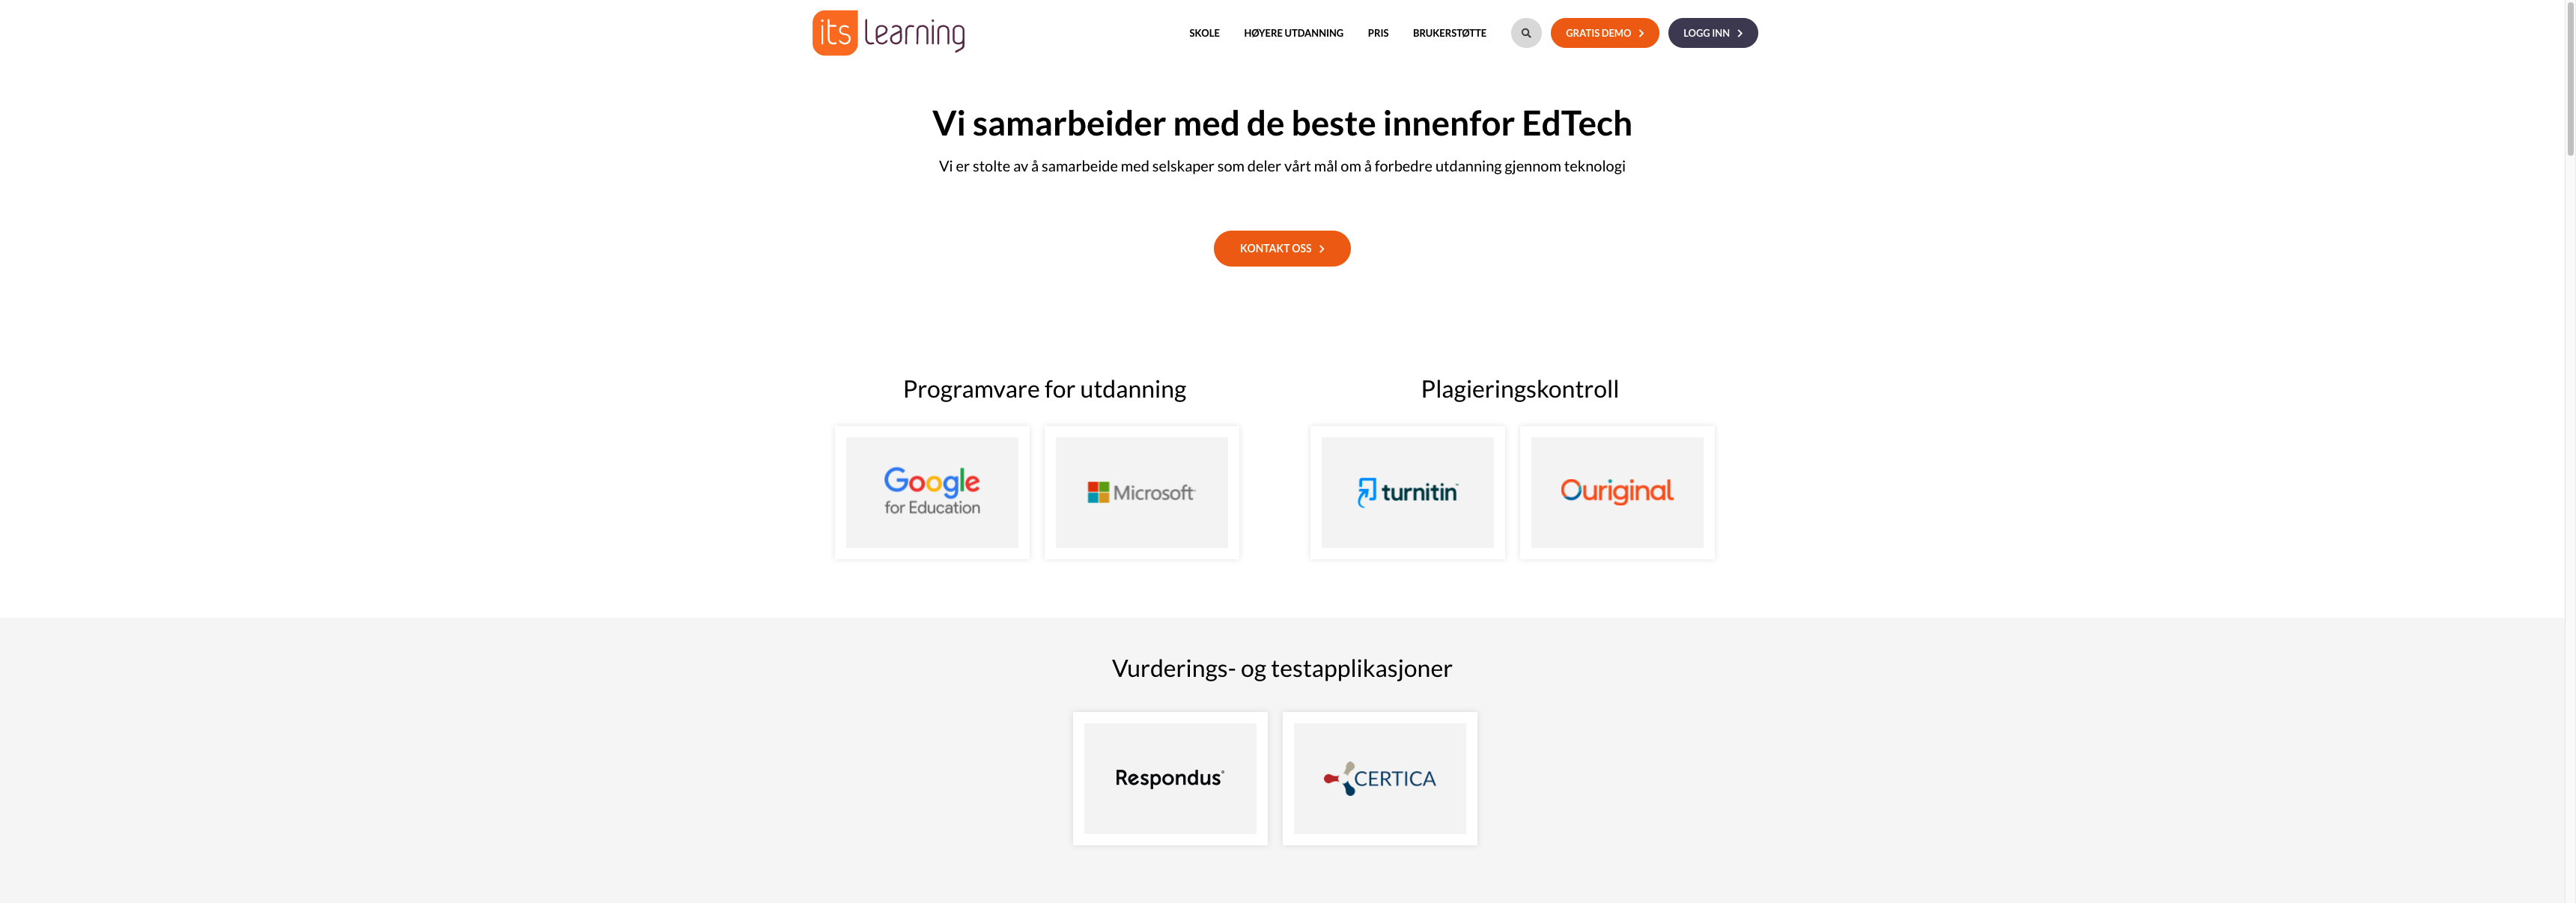 its learning
SKOLE HØYERE UTDANNING PRIS BRUKERSTØTTE GRATIS DEMO LOGG INN
Vi samarbeider med de beste innenfor EdTech
Vi er stolte av å samarbeide med selskaper som deler vårt mål om å forbedre utdanning gjennom teknologi
KONTAKT OSS
Programvare for utdanning
Plagieringskontroll
Google
for Education
Microsoft
turnitin™
Ouriginal
Vurderings- og testapplikasjoner
Respondus®
CERTICA